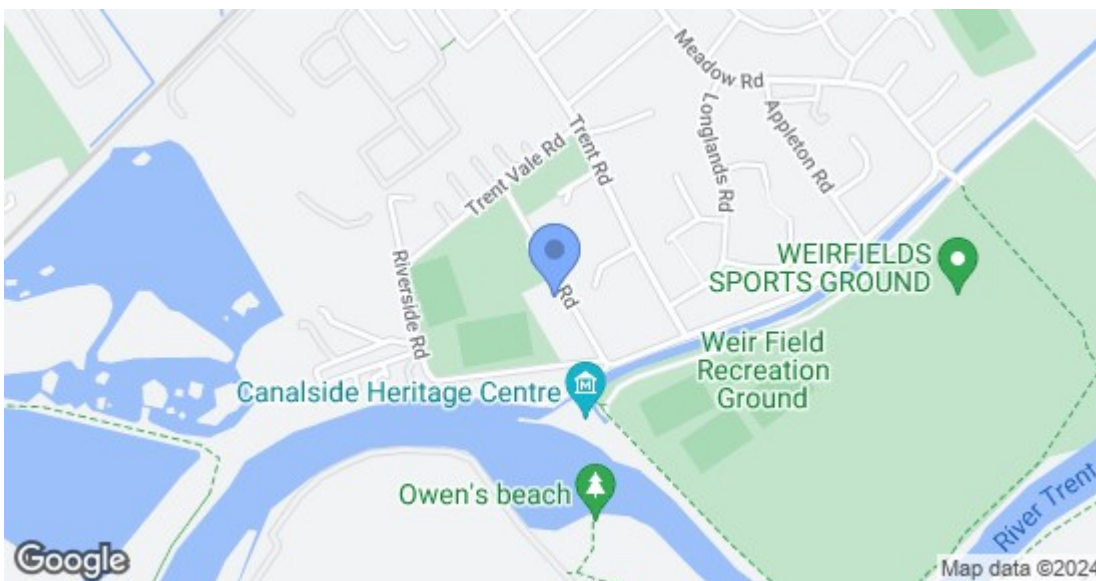 Meadow Rd
Longlands Rd
Appleton Rd
Trent Rd
Trent Vale Rd
Riverside Rd
Rd
WEIRFIELDS
SPORTS GROUND
Weir Field
Recreation
Ground
Canalside Heritage Centre
M
Owen's beach
River Trent
Google
Map data ©2024